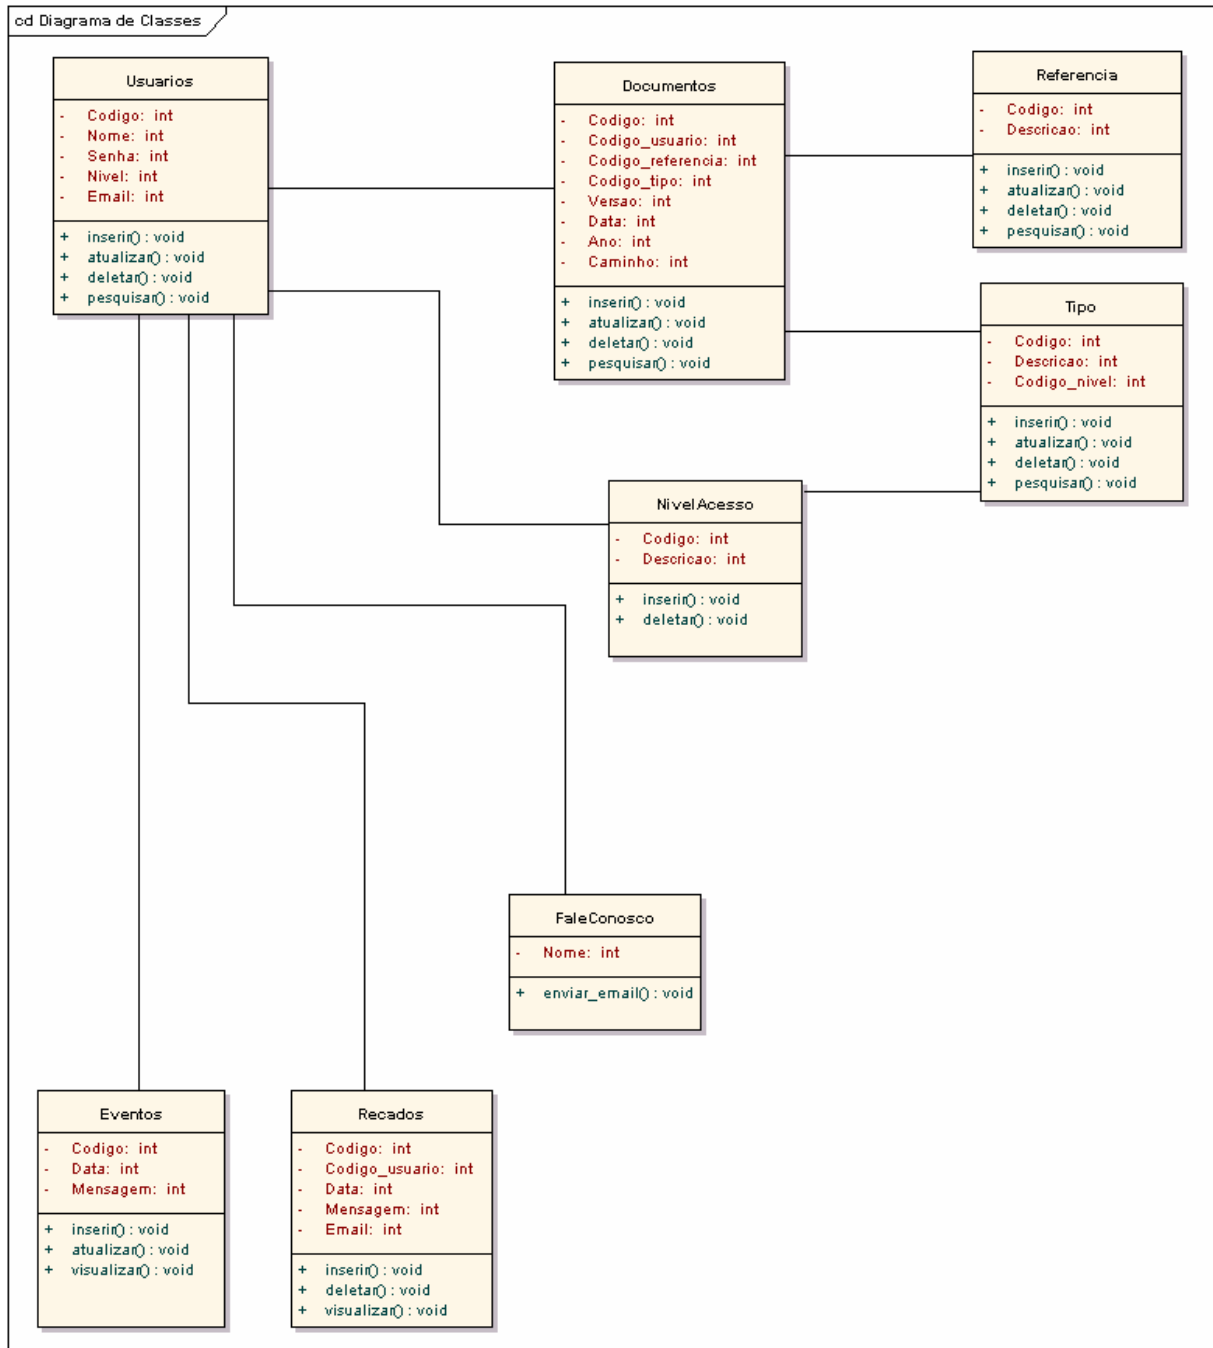 cd Diagrama de Classes
Usuarios
- Codigo: int
- Nome: int
- Senha: int
- Nivel: int
- Email: int
+ inserir() : void
+ atualizar() : void
+ deletar() : void
+ pesquisar() : void
Documentos
- Codigo: int
- Codigo_usuario: int
- Codigo_referencia: int
- Codigo_tipo: int
- Versao: int
- Data: int
- Ano: int
- Caminho: int
+ inserir() : void
+ atualizar() : void
+ deletar() : void
+ pesquisar() : void
Referencia
- Codigo: int
- Descricao: int
+ inserir() : void
+ atualizar() : void
+ deletar() : void
+ pesquisar() : void
Tipo
- Codigo: int
- Descricao: int
- Codigo_nivel: int
+ inserir() : void
+ atualizar() : void
+ deletar() : void
+ pesquisar() : void
NivelAcesso
- Codigo: int
- Descricao: int
+ inserir() : void
+ deletar() : void
FaleConosco
- Nome: int
+ enviar_email() : void
Eventos
- Codigo: int
- Data: int
- Mensagem: int
+ inserir() : void
+ atualizar() : void
+ visualizar() : void
Recados
- Codigo: int
- Codigo_usuario: int
- Data: int
- Mensagem: int
- Email: int
+ inserir() : void
+ deletar() : void
+ visualizar() : void